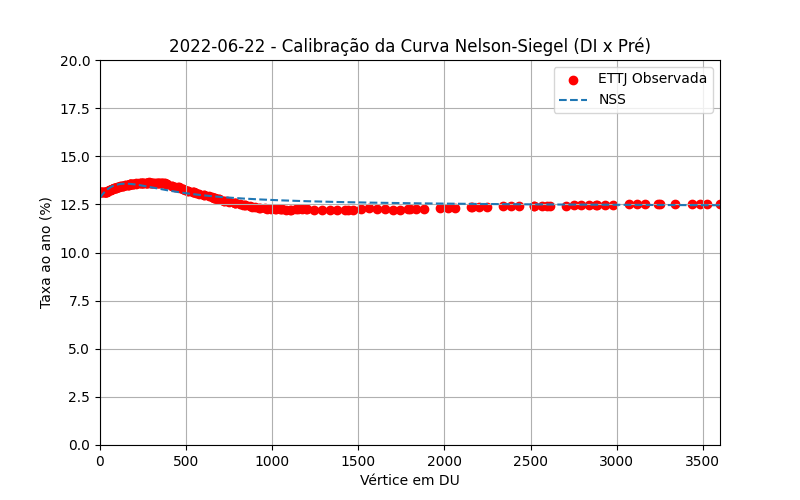 2022-06-22 - Calibração da Curva Nelson-Siegel (DI x Pré)
ETTJ Observada
NSS
20.0
17.5
15.0
12.5
10.0
7.5
5.0
2.5
0.0
Taxa ao ano (%)
0 500 1000 1500 2000 2500 3000 3500
Vértice em DU